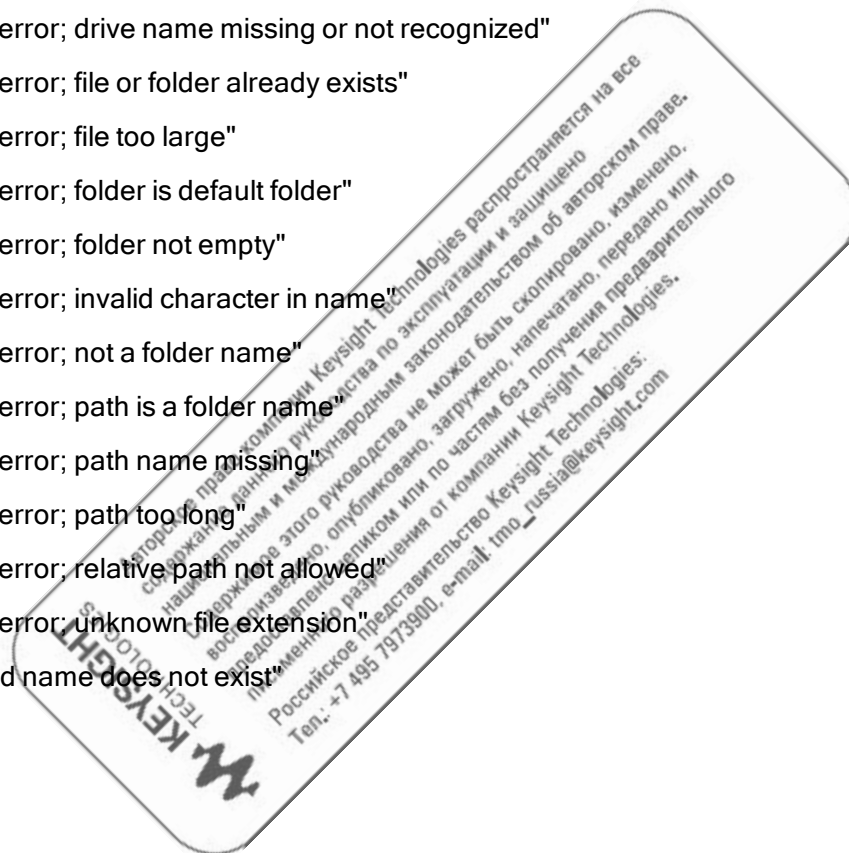 error; drive name missing or not recognized"
error; file or folder already exists"
error; file too large"
error; folder is default folder"
error; folder not empty"
error; invalid character in name"
error; not a folder name"
error; path is a folder name"
error; path name missing"
error; path too long"
error; relative path not allowed"
error; unknown file extension"
d name does not exist"
KEYSIGHT
TECHNOLOGIES
Авторское право компании Keysight Technologies распространяется на все
содержание данного руководства по эксплуатации и защищено
национальным и международным законодательством об авторском праве.
Содержимое этого руководства не может быть скопировано, изменено,
воспроизведено, опубликовано, загружено, напечатано, передано или
предоставлено целиком или по частям без получения предварительного
письменного разрешения от компании Keysight Technologies.
Российское представительство Keysight Technologies:
Тел.: +7 495 7973900, e-mail: tmo_russia@keysight.com